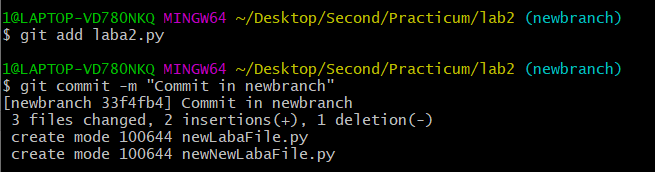 1@LAPTOP-VD780NKQ MINGW64 ~/Desktop/Second/Practicum/lab2 (newbranch)
$ git add laba2.py
1@LAPTOP-VD780NKQ MINGW64 ~/Desktop/Second/Practicum/lab2 (newbranch)
$ git commit -m "Commit in newbranch"
[newbranch 33f4fb4] Commit in newbranch
 3 files changed, 2 insertions(+), 1 deletion(-)
 create mode 100644 newLabaFile.py
 create mode 100644 newNewLabaFile.py